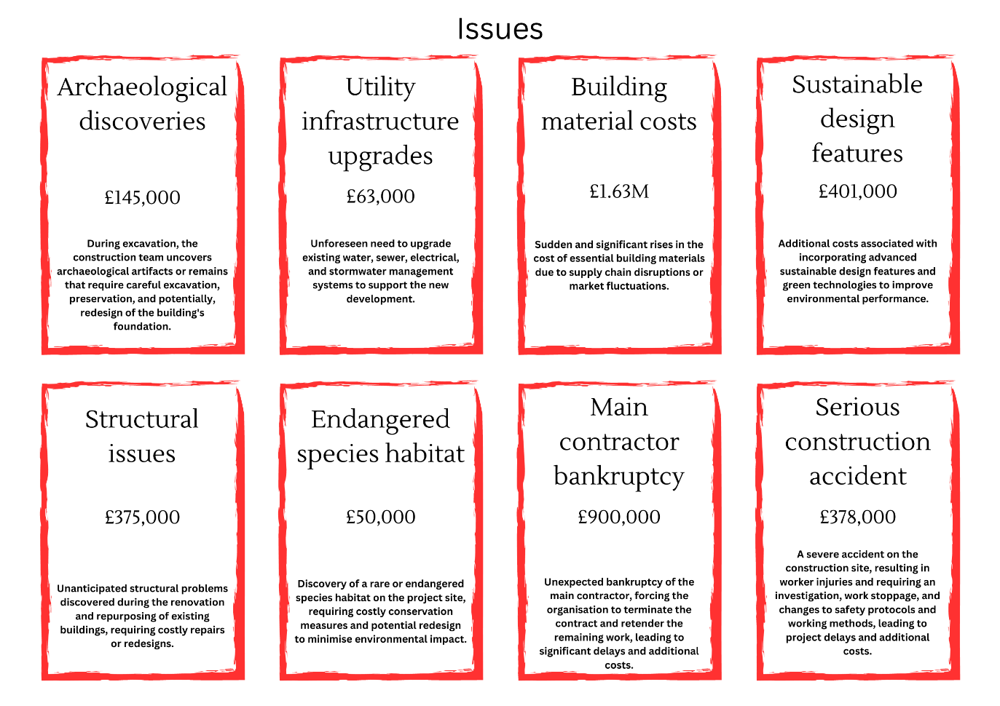 Issues
Archaeological
discoveries
£145,000
During excavation, the
construction team uncovers
archaeological artifacts or remains
that require careful excavation,
preservation, and potentially,
redesign of the building's
foundation.
Utility
infrastructure
upgrades
£63,000
Unforeseen need to upgrade
existing water, sewer, electrical,
and stormwater management
systems to support the new
development.
Building
material costs
£1.63M
Sudden and significant rises in the
cost of essential building materials
due to supply chain disruptions or
market fluctuations.
Sustainable
design
features
£401,000
Additional costs associated with
incorporating advanced
sustainable design features and
green technologies to improve
environmental performance.
Structural
issues
£375,000
Unanticipated structural problems
discovered during the renovation
and repurposing of existing
buildings, requiring costly repairs
or redesigns.
Endangered
species habitat
£50,000
Discovery of a rare or endangered
species habitat on the project site,
requiring costly conservation
measures and potential redesign
to minimise environmental impact.
Main
contractor
bankruptcy
£900,000
Unexpected bankruptcy of the
main contractor, forcing the
organisation to terminate the
contract and retender the
remaining work, leading to
significant delays and additional
costs.
Serious
construction
accident
£378,000
A severe accident on the
construction site, resulting in
worker injuries and requiring an
investigation, work stoppage, and
changes to safety protocols and
working methods, leading to
project delays and additional
costs.